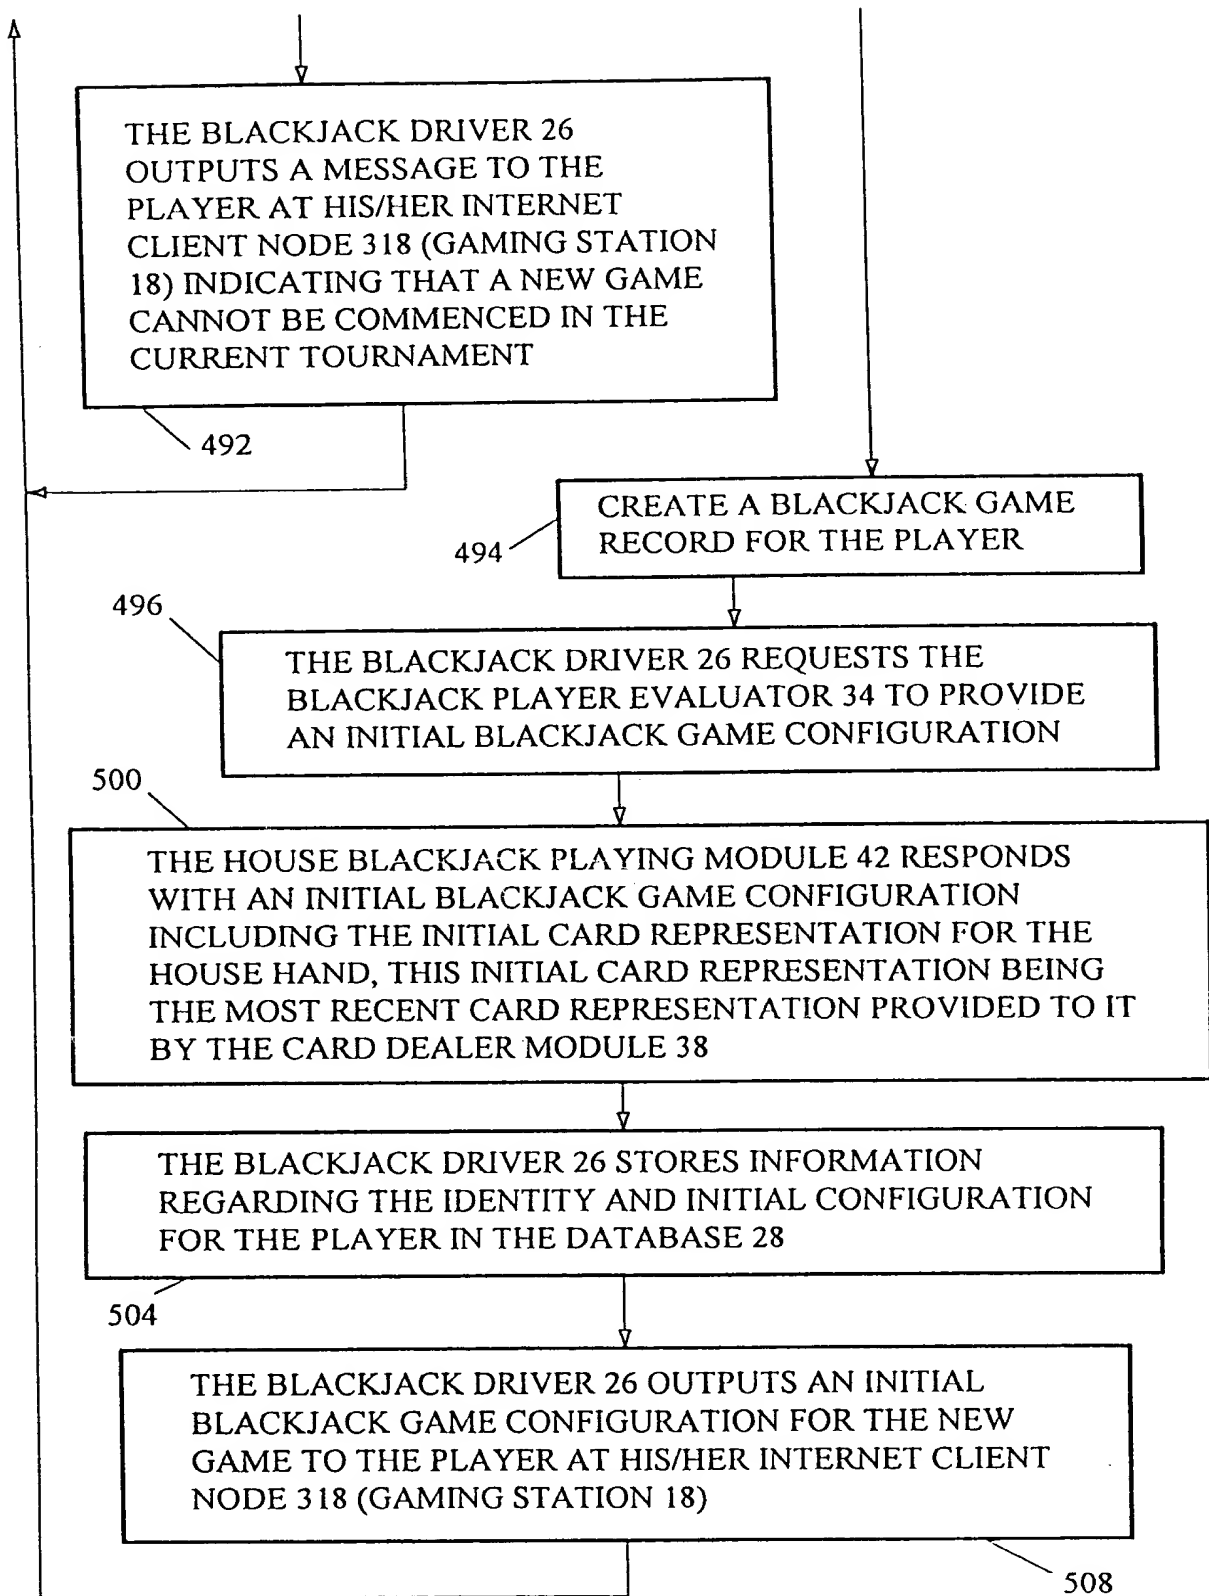 THE BLACKJACK DRIVER 26
OUTPUTS A MESSAGE TO THE
PLAYER AT HIS/HER INTERNET
CLIENT NODE 318 (GAMING STATION
18) INDICATING THAT A NEW GAME
CANNOT BE COMMENCED IN THE
CURRENT TOURNAMENT
492
CREATE A BLACKJACK GAME
RECORD FOR THE PLAYER
494
496
THE BLACKJACK DRIVER 26 REQUESTS THE
BLACKJACK PLAYER EVALUATOR 34 TO PROVIDE
AN INITIAL BLACKJACK GAME CONFIGURATION
500
THE HOUSE BLACKJACK PLAYING MODULE 42 RESPONDS
WITH AN INITIAL BLACKJACK GAME CONFIGURATION
INCLUDING THE INITIAL CARD REPRESENTATION FOR THE
HOUSE HAND, THIS INITIAL CARD REPRESENTATION BEING
THE MOST RECENT CARD REPRESENTATION PROVIDED TO IT
BY THE CARD DEALER MODULE 38
THE BLACKJACK DRIVER 26 STORES INFORMATION
REGARDING THE IDENTITY AND INITIAL CONFIGURATION
FOR THE PLAYER IN THE DATABASE 28
504
THE BLACKJACK DRIVER 26 OUTPUTS AN INITIAL
BLACKJACK GAME CONFIGURATION FOR THE NEW
GAME TO THE PLAYER AT HIS/HER INTERNET CLIENT
NODE 318 (GAMING STATION 18)
508